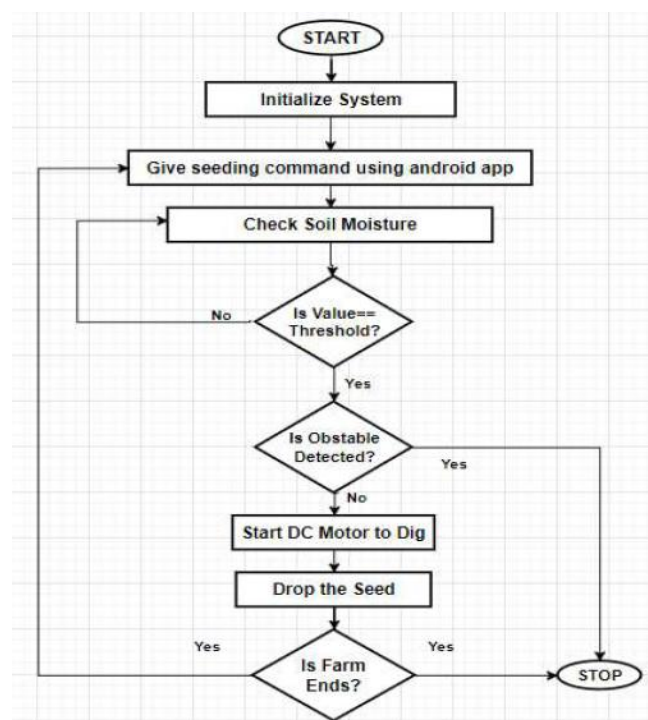 START
Initialize System
Give seeding command using android app
Check Soil Moisture
Is Value==
Threshold?
No
Yes
Is Obstable
Detected?
Yes
No
Start DC Motor to Dig
Drop the Seed
Yes
Yes
Is Farm
Ends?
STOP